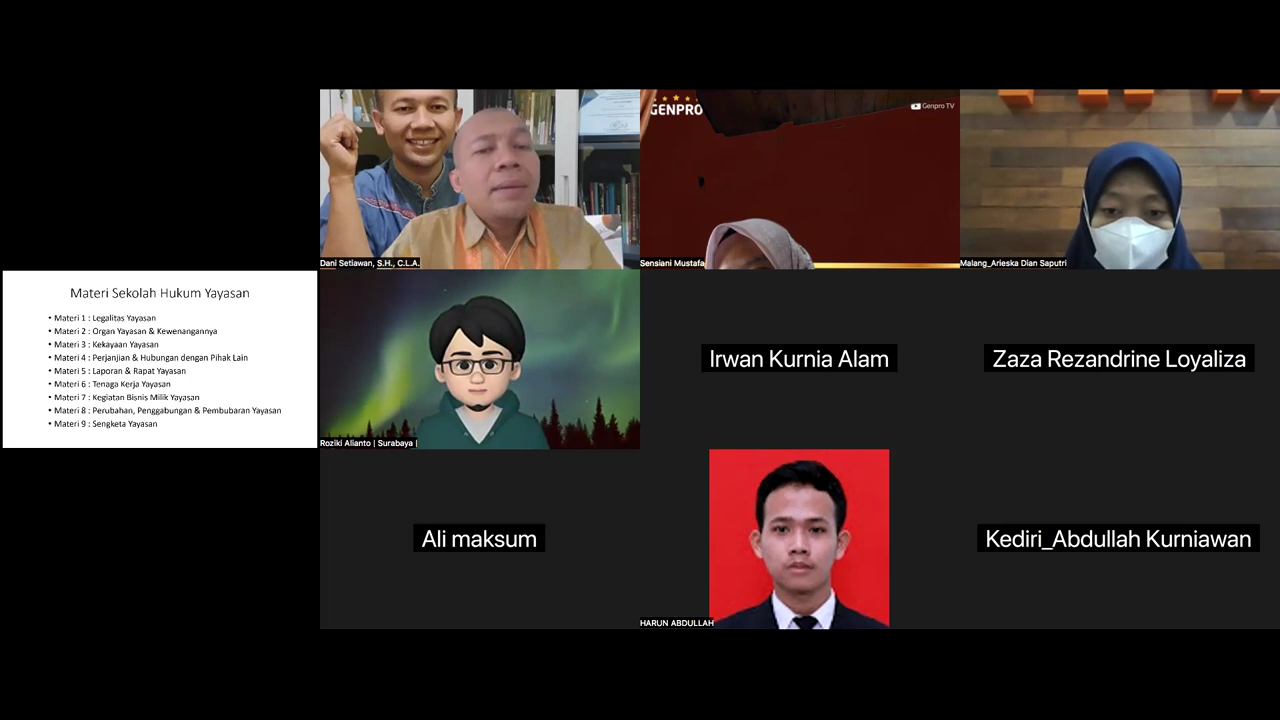 GENPRO
Genpro TV
Dani Setiawan, S.H., C.L.A.
Sensiani Mustafa
Malang_Arieska Dian Saputri
Materi Sekolah Hukum Yayasan
• Materi 1 : Legalitas Yayasan
• Materi 2 : Organ Yayasan & Kewenangannya
• Materi 3 : Kekayaan Yayasan
• Materi 4 : Perjanjian & Hubungan dengan Pihak Lain
• Materi 5 : Laporan & Rapat Yayasan
• Materi 6 : Tenaga Kerja Yayasan
• Materi 7 : Kegiatan Bisnis Milik Yayasan
• Materi 8 : Perubahan, Penggabungan & Pembubaran Yayasan
• Materi 9 : Sengketa Yayasan
Roziki Alianto | Surabaya |
Irwan Kurnia Alam
Zaza Rezandrine Loyaliza
Ali maksum
HARUN ABDULLAH
Kediri_Abdullah Kurniawan